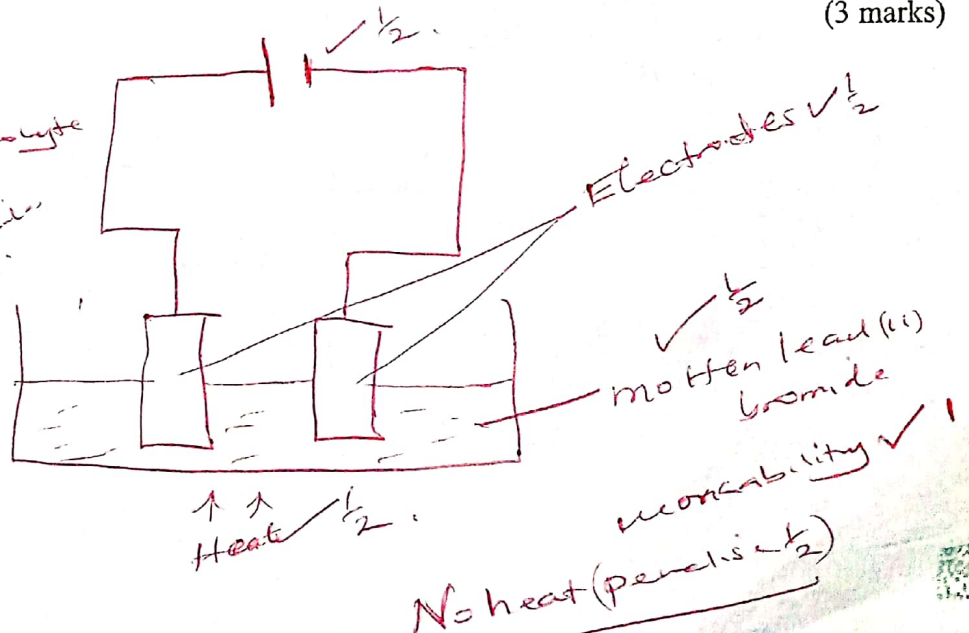 (3 marks)
✓ ½.
Electrodes ✓ ½
✓ ½
molten lead (ii)
bromide
workability ✓ 1
↑ ↑
Heat ✓ ½.
No heat (penalise ½)